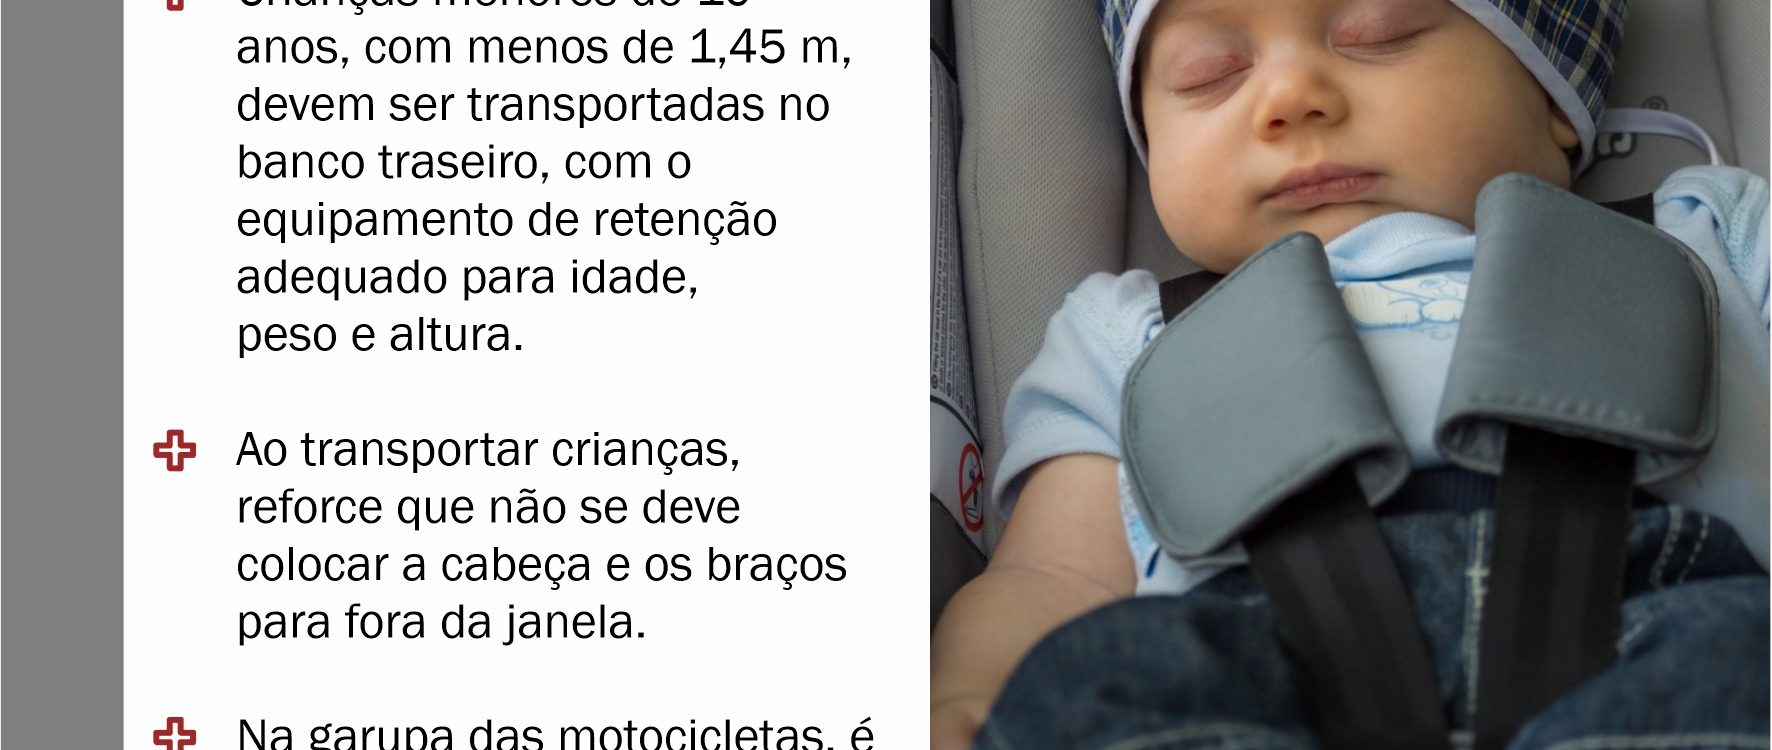 Crianças menores de 10
anos, com menos de 1,45 m,
devem ser transportadas no
banco traseiro, com o
equipamento de retenção
adequado para idade,
peso e altura.
Ao transportar crianças,
reforce que não se deve
colocar a cabeça e os braços
para fora da janela.
Na garupa das motocicletas, é